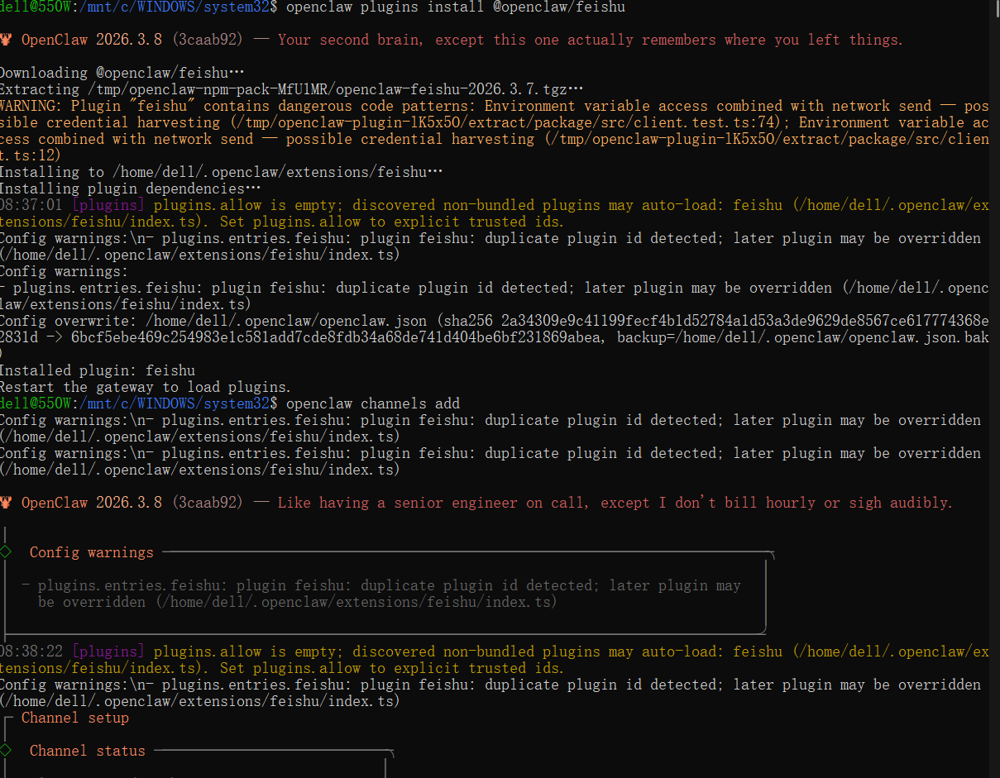 dell@550W:/mnt/c/WINDOWS/system32$ openclaw plugins install @openclaw/feishu
OpenClaw 2026.3.8 (3caab92) — Your second brain, except this one actually remembers where you left things.
Downloading @openclaw/feishu…
Extracting /tmp/openclaw-npm-pack-MfU1MR/openclaw-feishu-2026.3.7.tgz…
WARNING: Plugin "feishu" contains dangerous code patterns: Environment variable access combined with network send — pos
sible credential harvesting (/tmp/openclaw-plugin-lK5x5O/extract/package/src/client.test.ts:74); Environment variable ac
cess combined with network send — possible credential harvesting (/tmp/openclaw-plugin-lK5x5O/extract/package/src/clien
t.ts:12)
Installing to /home/dell/.openclaw/extensions/feishu…
Installing plugin dependencies…
08:37:01 [plugins] plugins.allow is empty; discovered non-bundled plugins may auto-load: feishu (/home/dell/.openclaw/ex
tensions/feishu/index.ts). Set plugins.allow to explicit trusted ids.
Config warnings:\n- plugins.entries.feishu: plugin feishu: duplicate plugin id detected; later plugin may be overridden
(/home/dell/.openclaw/extensions/feishu/index.ts)
Config warnings:
- plugins.entries.feishu: plugin feishu: duplicate plugin id detected; later plugin may be overridden (/home/dell/.openc
law/extensions/feishu/index.ts)
Config overwrite: /home/dell/.openclaw/openclaw.json (sha256 2a34309e9c41199fecf4b1d52784a1d53a3de9629de8567ce617774368e
2831d -> 6bcf5ebe469c254983e1c581add7cde8fdb34a68de741d404be6bf231869abea, backup=/home/dell/.openclaw/openclaw.json.bak
)
Installed plugin: feishu
Restart the gateway to load plugins.
dell@550W:/mnt/c/WINDOWS/system32$ openclaw channels add
Config warnings:\n- plugins.entries.feishu: plugin feishu: duplicate plugin id detected; later plugin may be overridden
(/home/dell/.openclaw/extensions/feishu/index.ts)
Config warnings:\n- plugins.entries.feishu: plugin feishu: duplicate plugin id detected; later plugin may be overridden
(/home/dell/.openclaw/extensions/feishu/index.ts)
OpenClaw 2026.3.8 (3caab92) — Like having a senior engineer on call, except I don't bill hourly or sigh audibly.
Config warnings
- plugins.entries.feishu: plugin feishu: duplicate plugin id detected; later plugin may
be overridden (/home/dell/.openclaw/extensions/feishu/index.ts)
08:38:22 [plugins] plugins.allow is empty; discovered non-bundled plugins may auto-load: feishu (/home/dell/.openclaw/ex
tensions/feishu/index.ts). Set plugins.allow to explicit trusted ids.
Config warnings:\n- plugins.entries.feishu: plugin feishu: duplicate plugin id detected; later plugin may be overridden
(/home/dell/.openclaw/extensions/feishu/index.ts)
Channel setup
Channel status